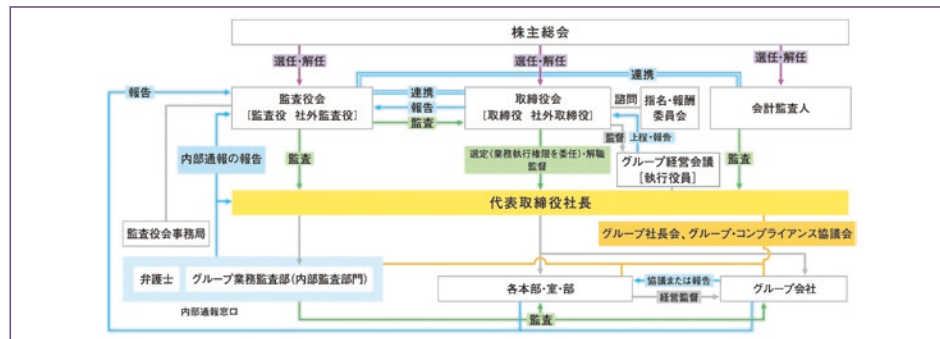 株主総会
選任・解任
選任・解任
選任・解任
連携
報告
監査役会
[監査役 社外監査役]
連携
報告
監査
取締役会
[取締役 社外取締役]
諮問
指名・報酬
委員会
会計監査人
監督
上程・報告
内部通報の報告
監査
選定(業務執行権限を委任)・解職
監督
グループ経営会議
[執行役員]
監査
代表取締役社長
監査役会事務局
グループ社長会、グループ・コンプライアンス協議会
弁護士
グループ業務監査部(内部監査部門)
各本部・室・部
協議または報告
経営監督
グループ会社
内部通報窓口
監査